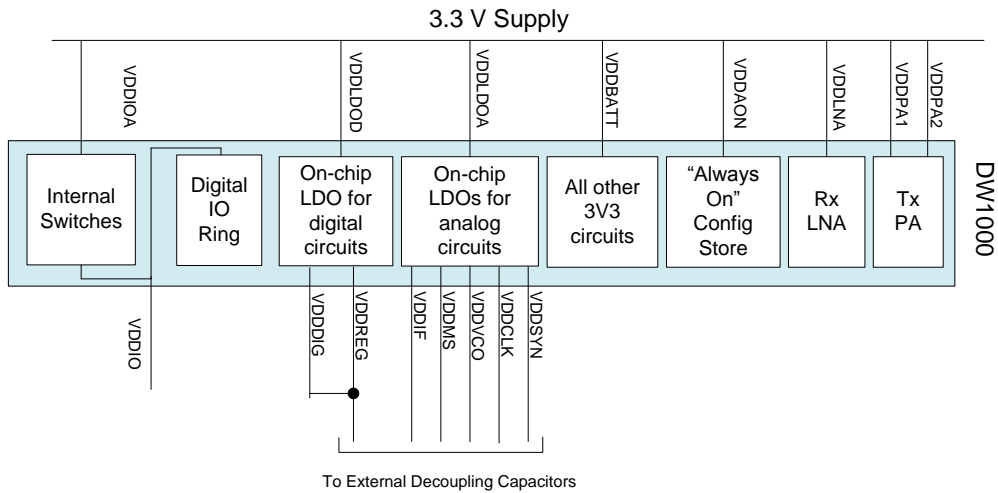 3.3 V Supply
VDDIOA
VDDLDOD
VDDLDOA
VDDBATT
VDDAON
VDDLNA
VDDPA1
VDDPA2
Internal
Switches
Digital
IO
Ring
On-chip
LDO for
digital
circuits
On-chip
LDOs for
analog
circuits
All other
3V3
circuits
“Always
On”
Config
Store
Rx
LNA
Tx
PA
DW1000
VDDIO
VDDDIG
VDDREG
VDDIF
VDDMS
VDDVCO
VDDCLK
VDDSYN
To External Decoupling Capacitors